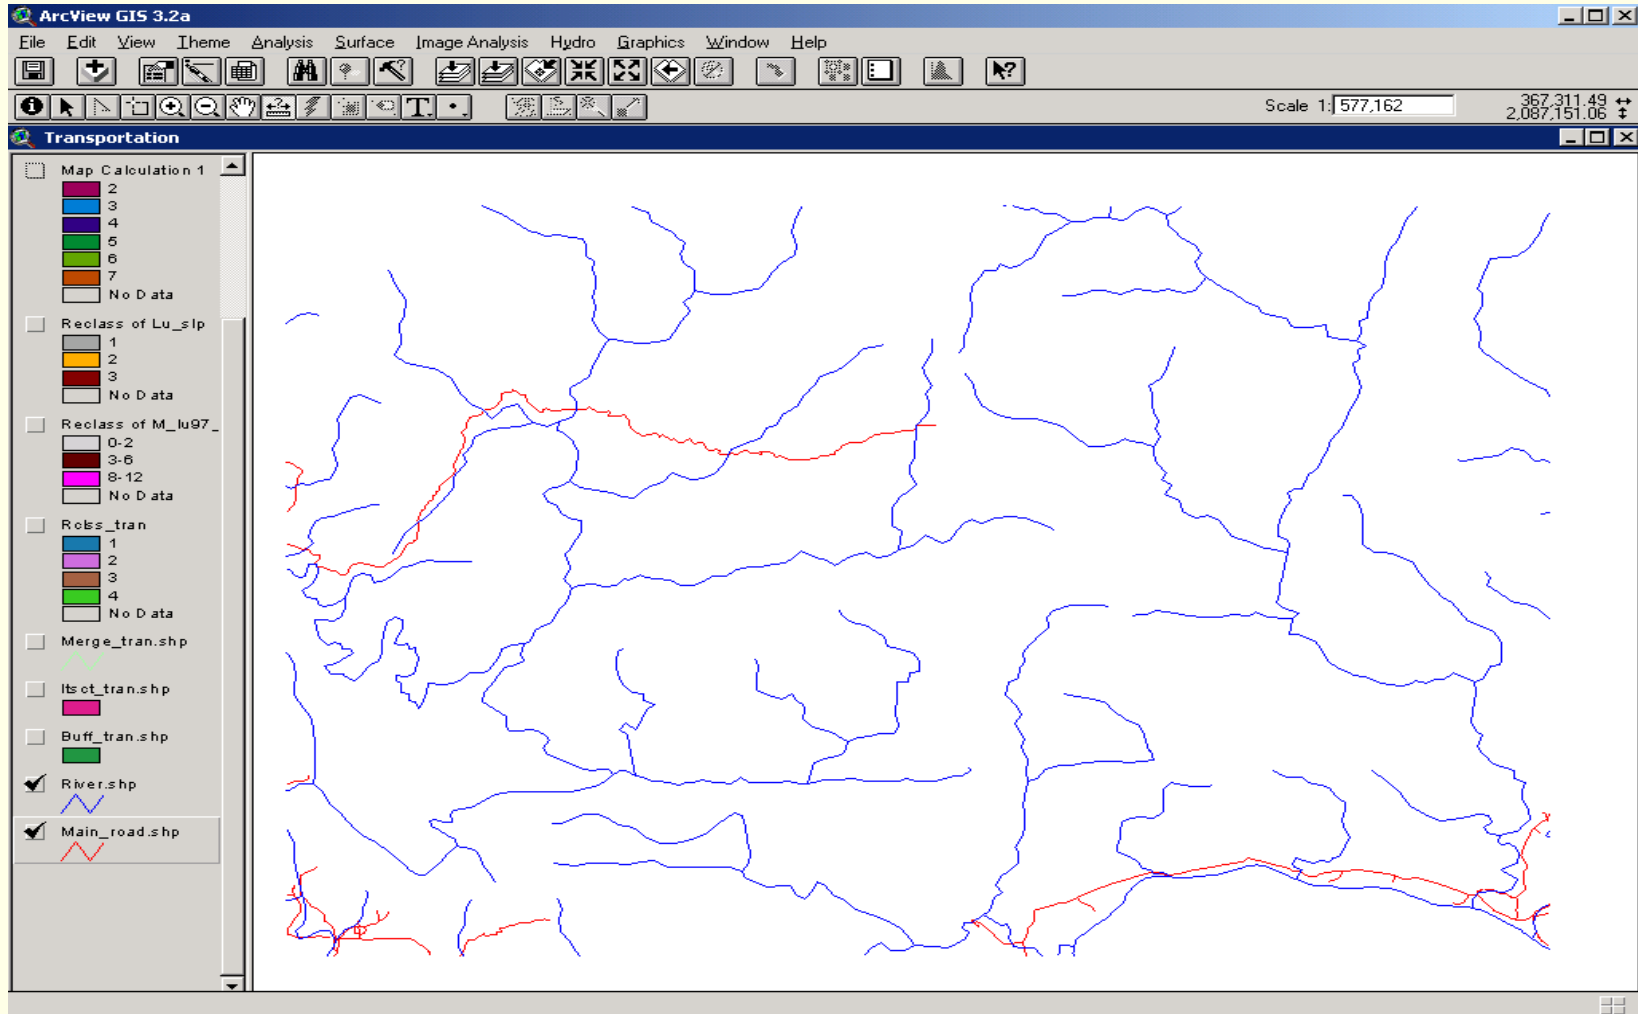 ArcView GIS 3.2a
File Edit View Theme Analysis Surface Image Analysis Hydro Graphics Window Help
Scale 1: 577,162
367,311.49
2,087,151.06
Transportation
Map Calculation 1
2
3
4
5
6
7
No Data
Reclass of Lu_slp
1
2
3
No Data
Reclass of M_lu97_
0-2
3-6
8-12
No Data
Rclss_tran
1
2
3
4
No Data
Merge_tran.shp
Itsct_tran.shp
Buff_tran.shp
River.shp
Main_road.shp